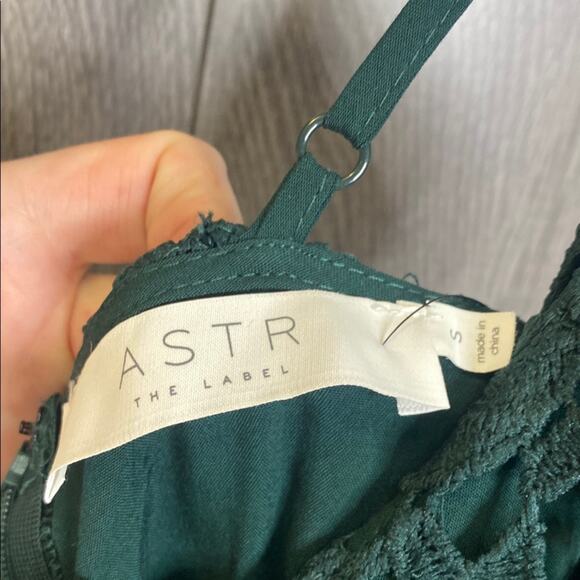 ASTR
THE LABEL
S
made in
china